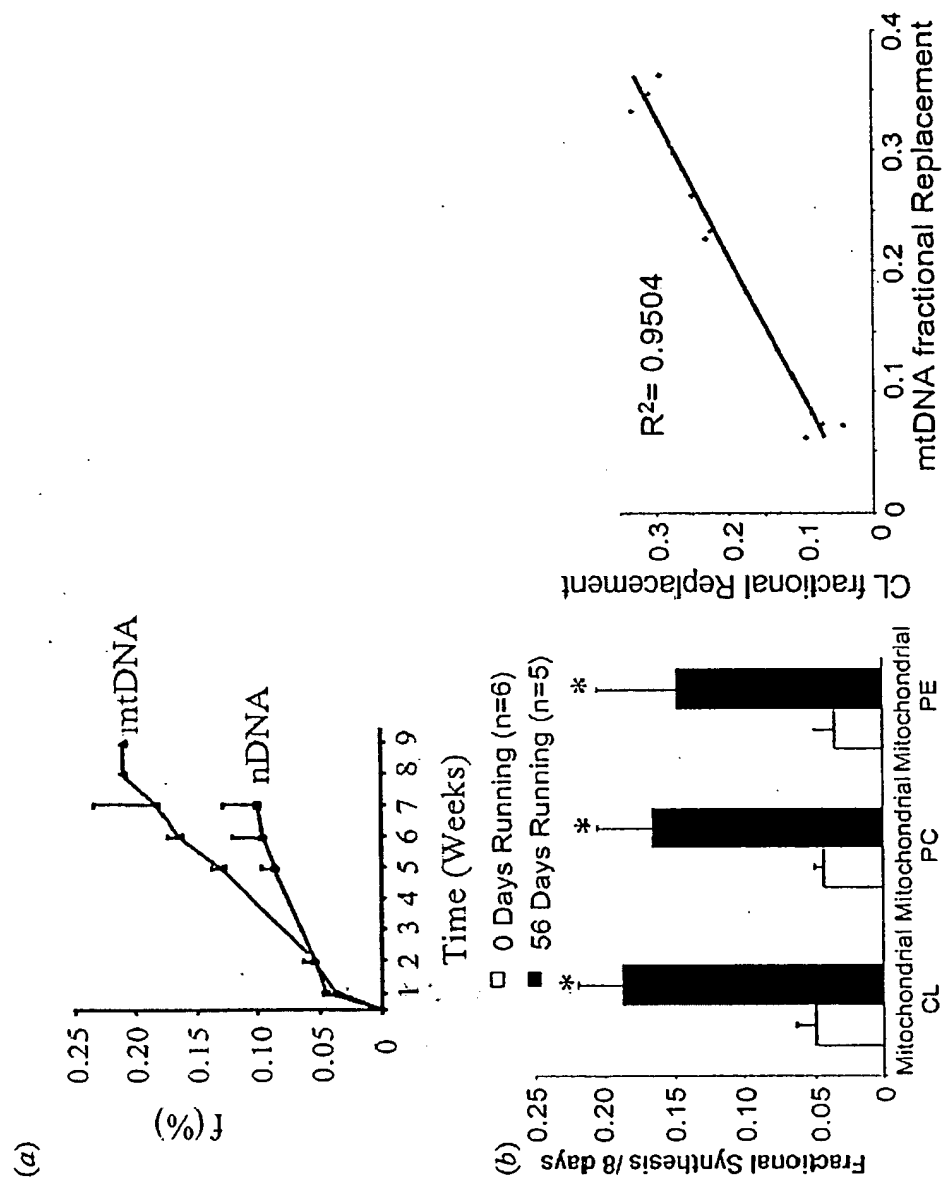 (a)
f (%)
0.25
0.20
0.15
0.10
0.05
0
1 2 3 4 5 6 7 8 9
Time (Weeks)
mtDNA
nDNA
(b)
Fractional Synthesis /8 days
0.25
0.20
0.15
0.10
0.05
0
□ 0 Days Running (n=6)
■ 56 Days Running (n=5)
*
*
*
Mitochondrial Mitochondrial Mitochondrial
CL PC PE
CL fractional Replacement
0.3
0.2
0.1
0
R²= 0.9504
0 0.1 0.2 0.3 0.4
mtDNA fractional Replacement